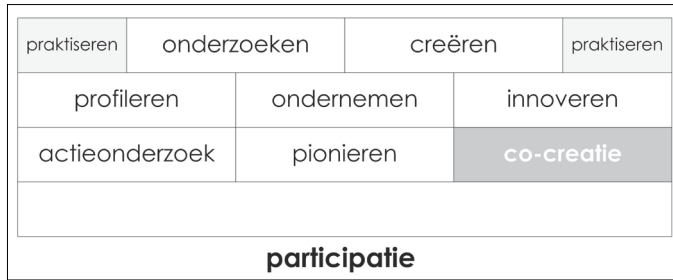 praktiseren onderzoeken creëren praktiseren
profileren ondernemen innoveren
actieonderzoek pionieren co-creatie
participatie